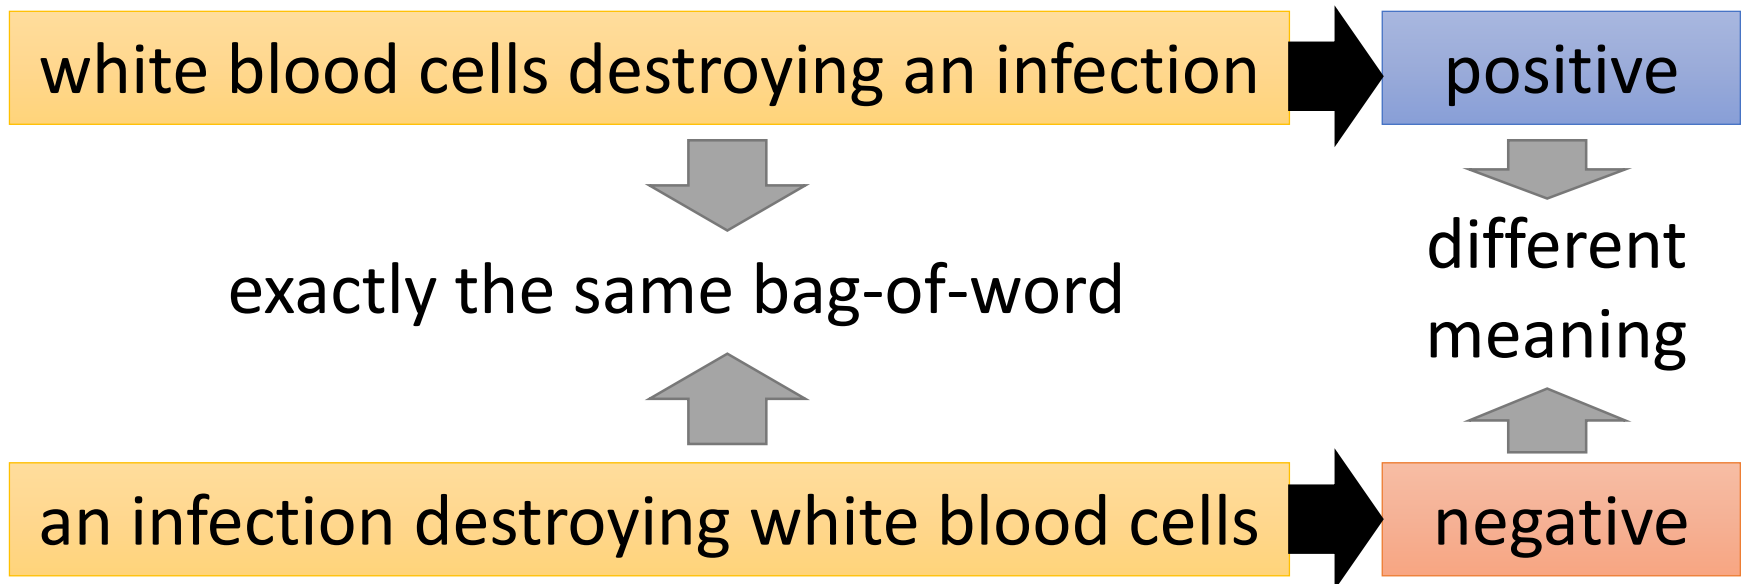 white blood cells destroying an infection
positive
exactly the same bag-of-word
different
meaning
an infection destroying white blood cells
negative